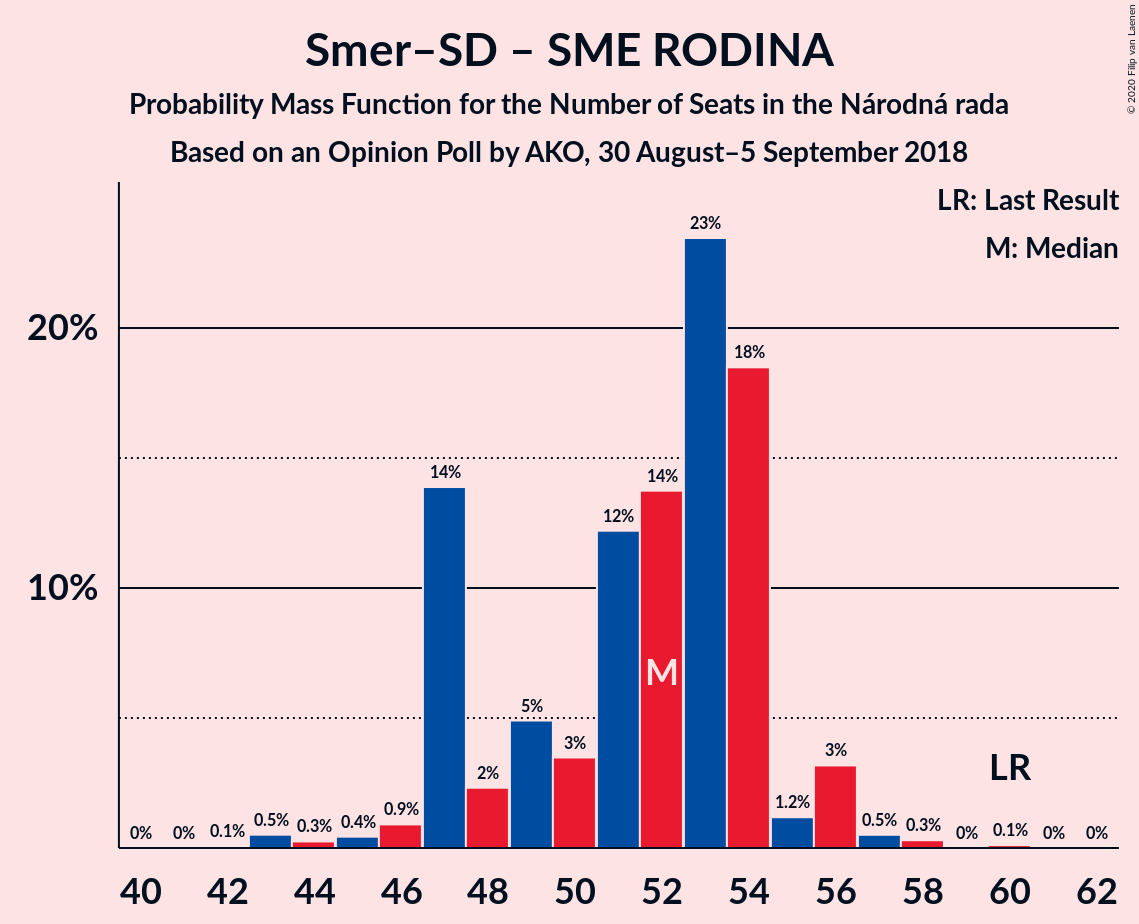 Smer–SD – SME RODINA
Probability Mass Function for the Number of Seats in the Národná rada
Based on an Opinion Poll by AKO, 30 August–5 September 2018
© 2020 Filip van Laenen
LR: Last Result
M: Median
20%
10%
0%
0%
0.1%
0.5%
0.3%
0.4%
0.9%
14%
2%
5%
3%
12%
14%
23%
18%
1.2%
3%
0.5%
0.3%
0%
0.1%
0%
0%
M
LR
40 42 44 46 48 50 52 54 56 58 60 62